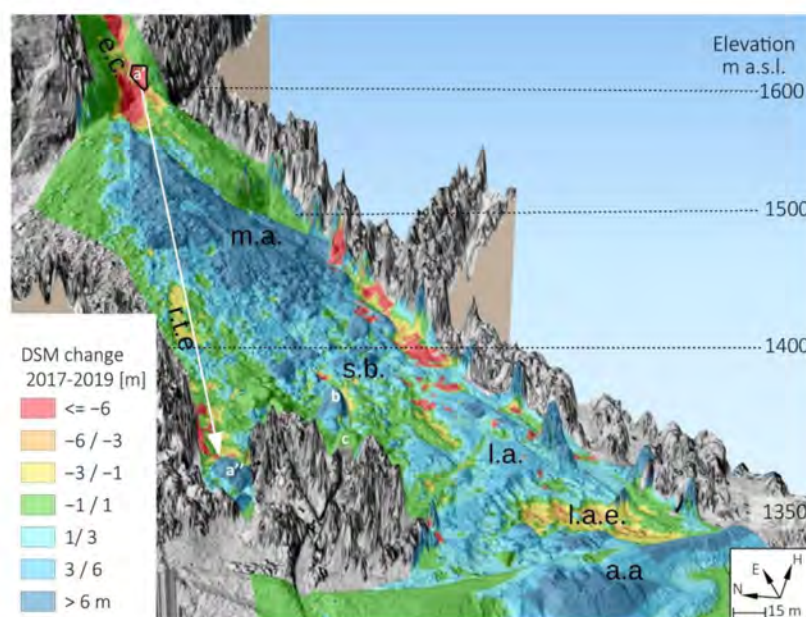 Elevation
m a.s.l.
1600
1500
1400
1350
e.c.
a'
m.a.
r.t.e
s.b.
b
c
a''
l.a.
l.a.e.
a.a
DSM change
2017-2019 [m]
<= −6
−6 / −3
−3 / −1
−1 / 1
1/ 3
3 / 6
> 6 m
H
E
N
15 m